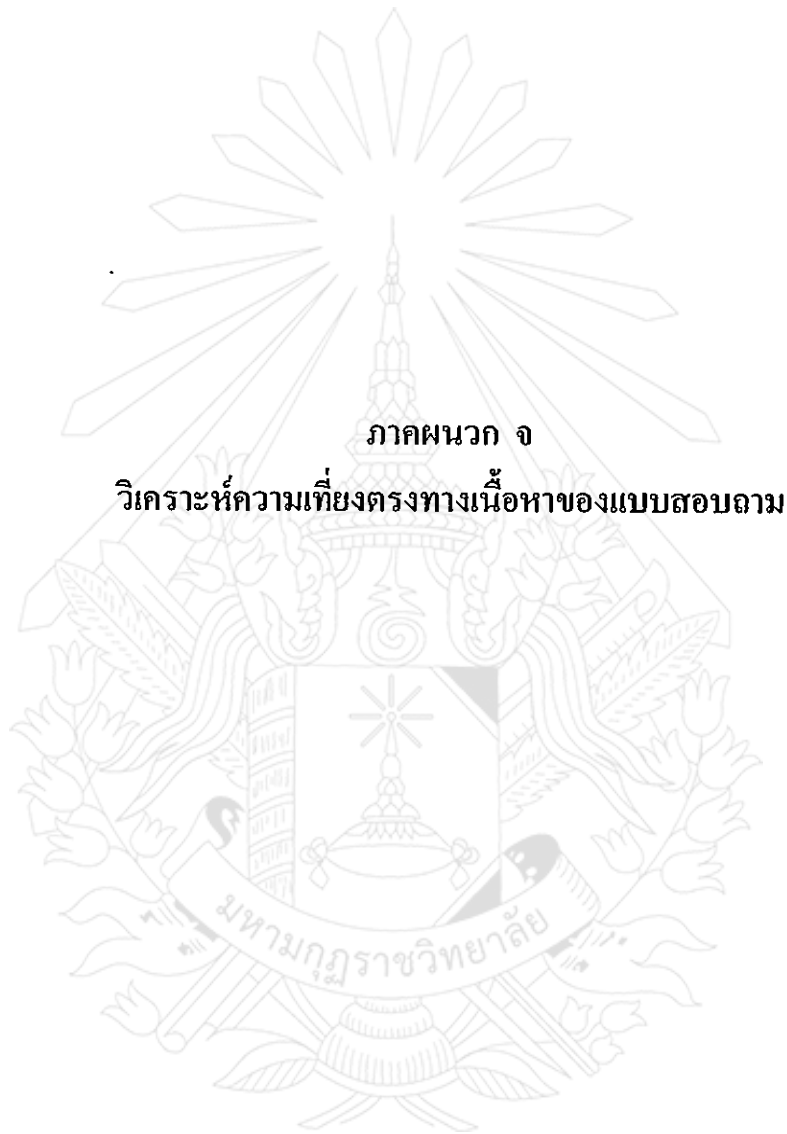 ภาคผนวก จ
วิเคราะห์ความเที่ยงตรงทางเนื้อหาของแบบสอบถาม
มหามกุฏราชวิทยาลัย